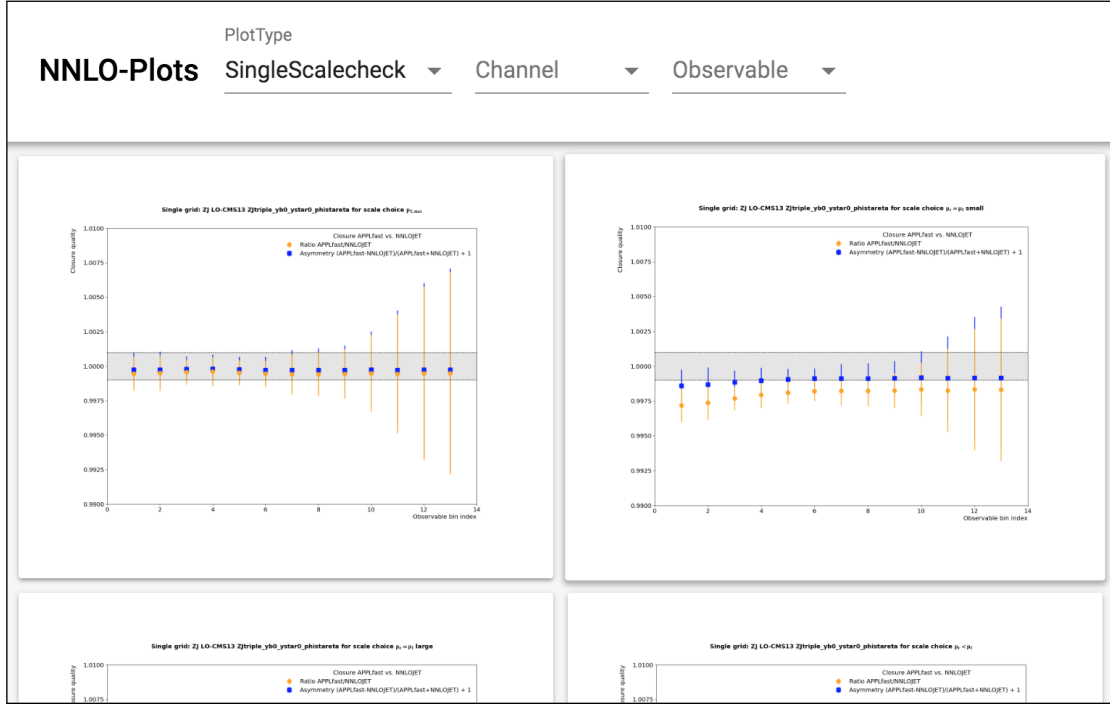 PlotType
NNLO-Plots SingleScalecheck Channel Observable
Single grid: ZJ LO-CMS13 ZJtriple_yb0_ystar0_phistareta for scale choice
Closure APPLfast vs. NNLOJET
Ratio APPLfast/NNLOJET
Asymmetry (APPLfast-NNLOJET)/(APPLfast+NNLOJET) + 1
Closure quality
1.0100
1.0075
1.0050
1.0025
1.0000
0.9975
0.9950
0.9925
0.9900
0 2 4 6 8 10 12 14
Observable bin index
Single grid: ZJ LO-CMS13 ZJtriple_yb0_ystar0_phistareta for scale choice μr =μf small
Closure APPLfast vs. NNLOJET
Ratio APPLfast/NNLOJET
Asymmetry (APPLfast-NNLOJET)/(APPLfast+NNLOJET) + 1
Closure quality
1.0100
1.0075
1.0050
1.0025
1.0000
0.9975
0.9950
0.9925
0.9900
0 2 4 6 8 10 12 14
Observable bin index
Single grid: ZJ LO-CMS13 ZJtriple_yb0_ystar0_phistareta for scale choice μr =μf large
Closure APPLfast vs. NNLOJET
Ratio APPLfast/NNLOJET
Asymmetry (APPLfast-NNLOJET)/(APPLfast+NNLOJET) + 1
1.0100
1.0075
Single grid: ZJ LO-CMS13 ZJtriple_yb0_ystar0_phistareta for scale choice μr <μf
Closure APPLfast vs. NNLOJET
Ratio APPLfast/NNLOJET
Asymmetry (APPLfast-NNLOJET)/(APPLfast+NNLOJET) + 1
1.0100
1.0075